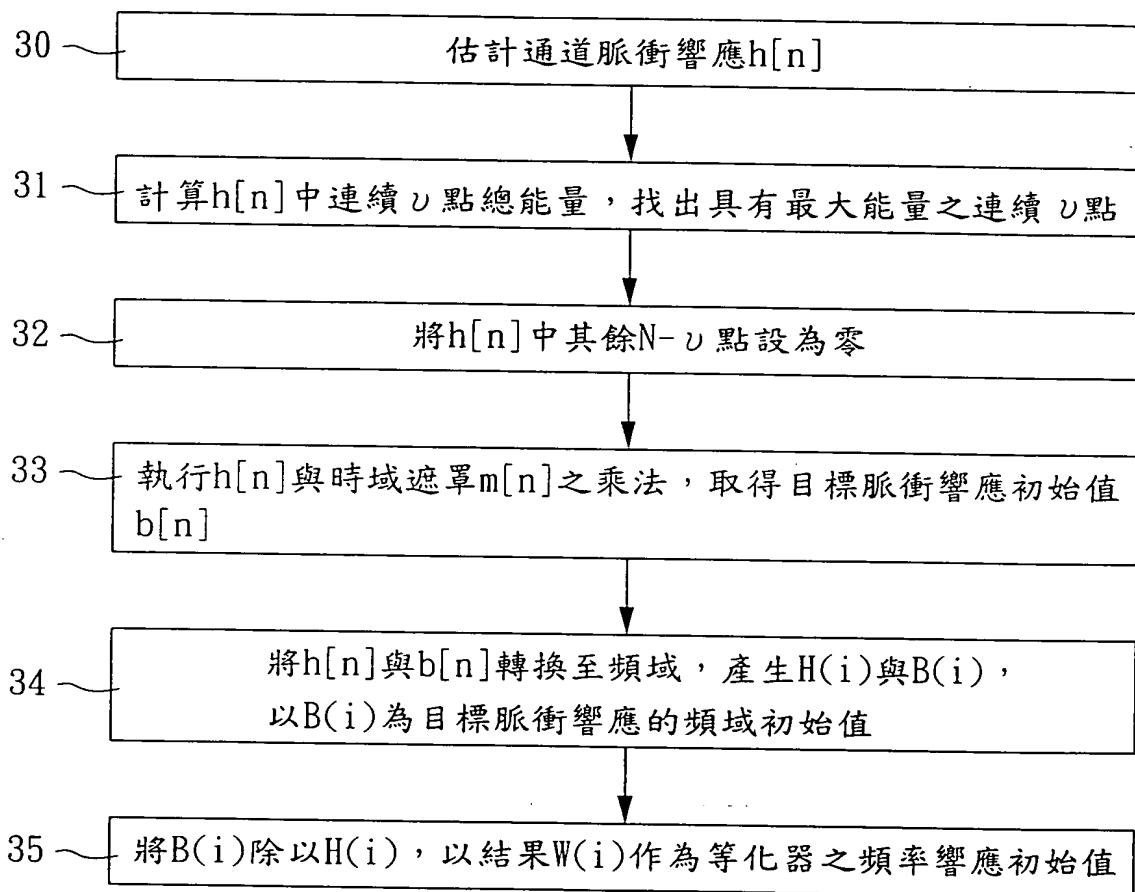 30 估計通道脈衝響應h[n]
31 計算h[n]中連續υ點總能量，找出具有最大能量之連續υ點
32 將h[n]中其餘N-υ點設為零
33 執行h[n]與時域遮罩m[n]之乘法，取得目標脈衝響應初始值
b[n]
34 將h[n]與b[n]轉換至頻域，產生H(i)與B(i)，
以B(i)為目標脈衝響應的頻域初始值
35 將B(i)除以H(i)，以結果W(i)作為等化器之頻率響應初始值